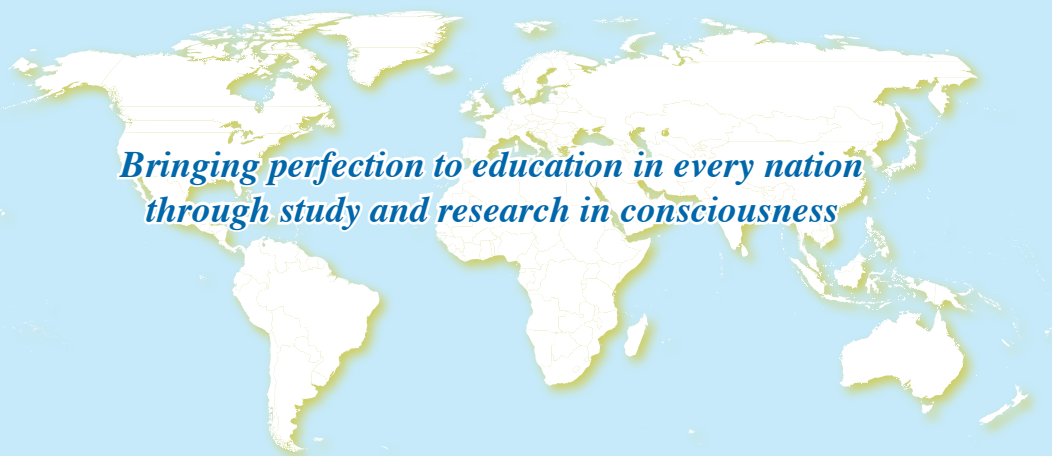 Bringing perfection to education in every nation
through study and research in consciousness